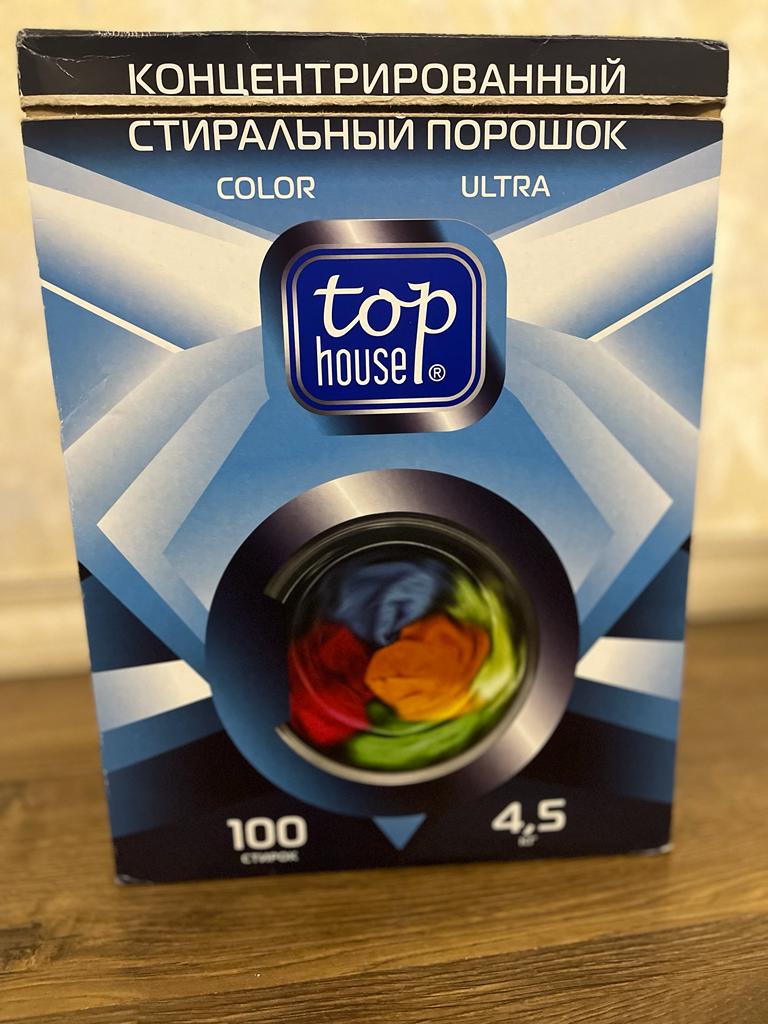 КОНЦЕНТРИРОВАННЫЙ
СТИРАЛЬНЫЙ ПОРОШОК
COLOR ULTRA
top
house®
100 4,5
СТИРОК КГ